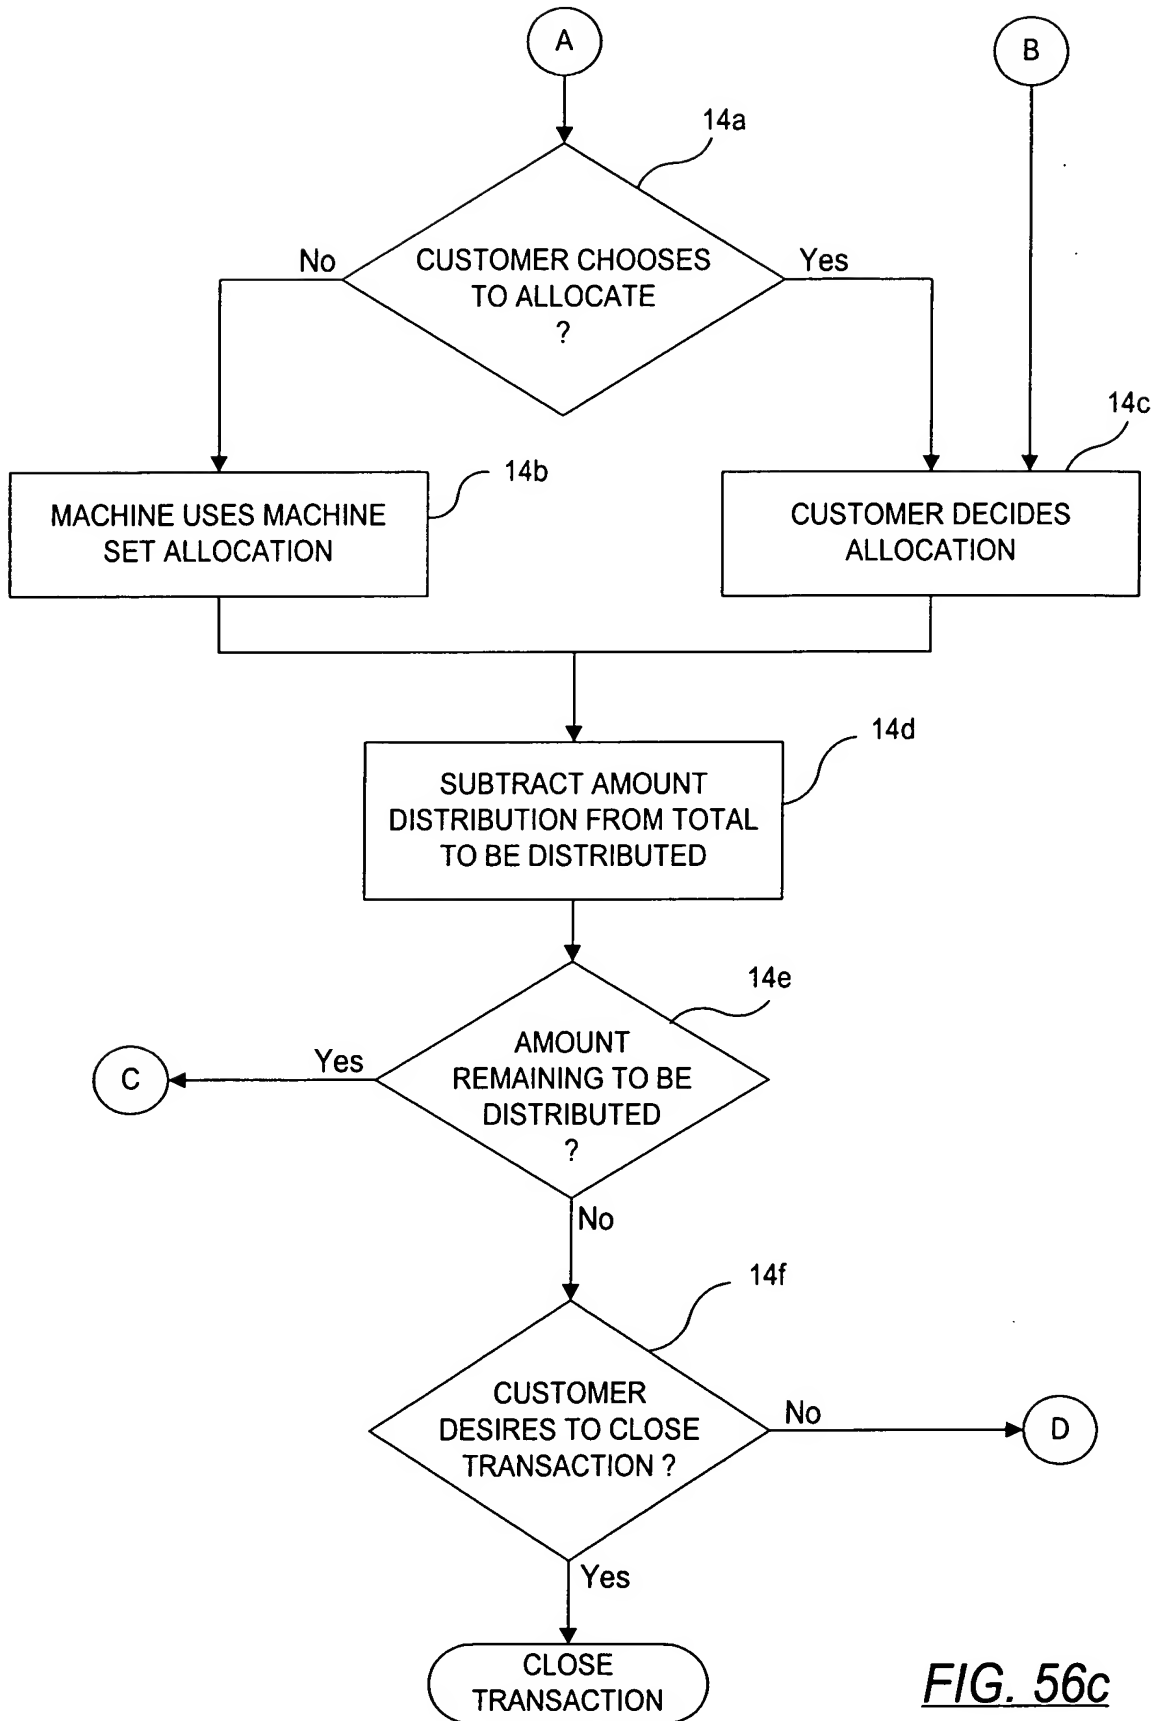 A
B
14a
No
CUSTOMER CHOOSES
TO ALLOCATE
?
Yes
14c
14b
MACHINE USES MACHINE
SET ALLOCATION
CUSTOMER DECIDES
ALLOCATION
14d
SUBTRACT AMOUNT
DISTRIBUTION FROM TOTAL
TO BE DISTRIBUTED
14e
C
Yes
AMOUNT
REMAINING TO BE
DISTRIBUTED
?
No
14f
CUSTOMER
DESIRES TO CLOSE
TRANSACTION ?
No
D
Yes
CLOSE
TRANSACTION
FIG. 56c